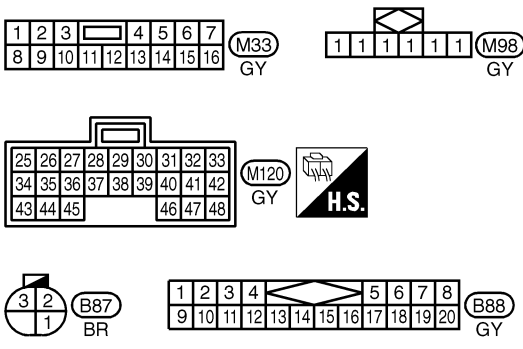 1 2 3 4 5 6 7
8 9 10 11 12 13 14 15 16
M33
GY
1 1 1 1 1 1
M98
GY
25 26 27 28 29 30 31 32 33
34 35 36 37 38 39 40 41 42
43 44 45 46 47 48
M120
GY
H.S.
3 2
1
B87
BR
1 2 3 4 5 6 7 8
9 10 11 12 13 14 15 16 17 18 19 20
B88
GY